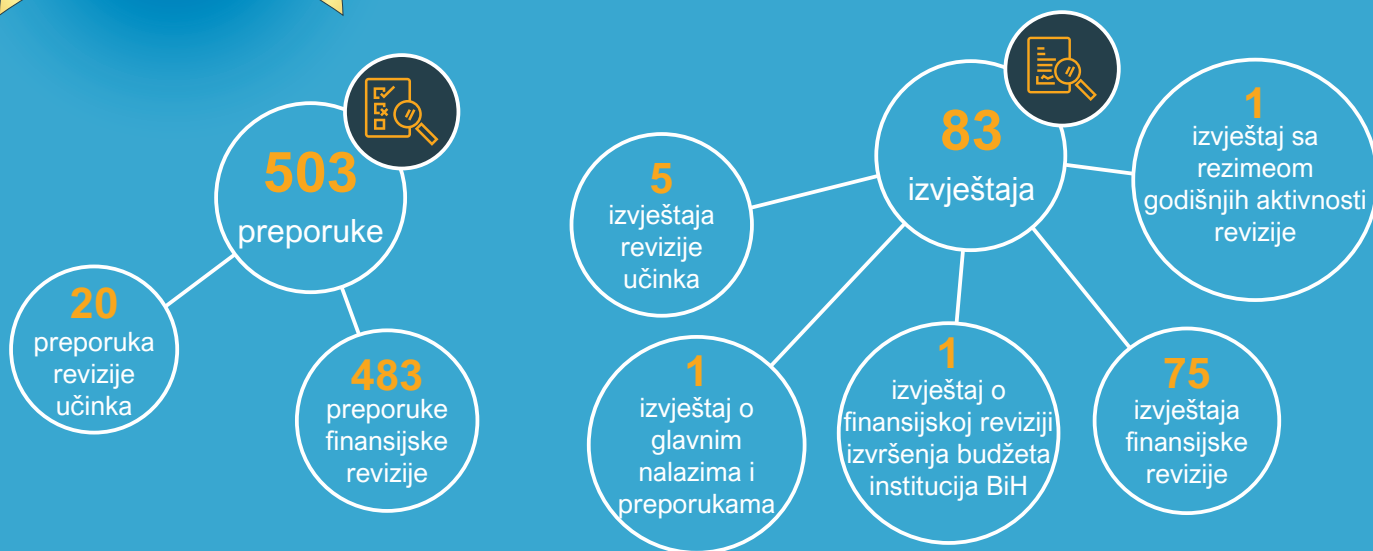 503
preporuke
20
preporuka
revizije
učinka
483
preporuke
finansijske
revizije
83
izvještaja
5
izvještaja
revizije
učinka
1
izvještaj o
glavnim
nalazima i
preporukama
1
izvještaj o
finansijskoj reviziji
izvršenja budžeta
institucija BiH
75
izvještaja
finansijske
revizije
1
izvještaj sa
rezimeom
godišnjih aktivnosti
revizije